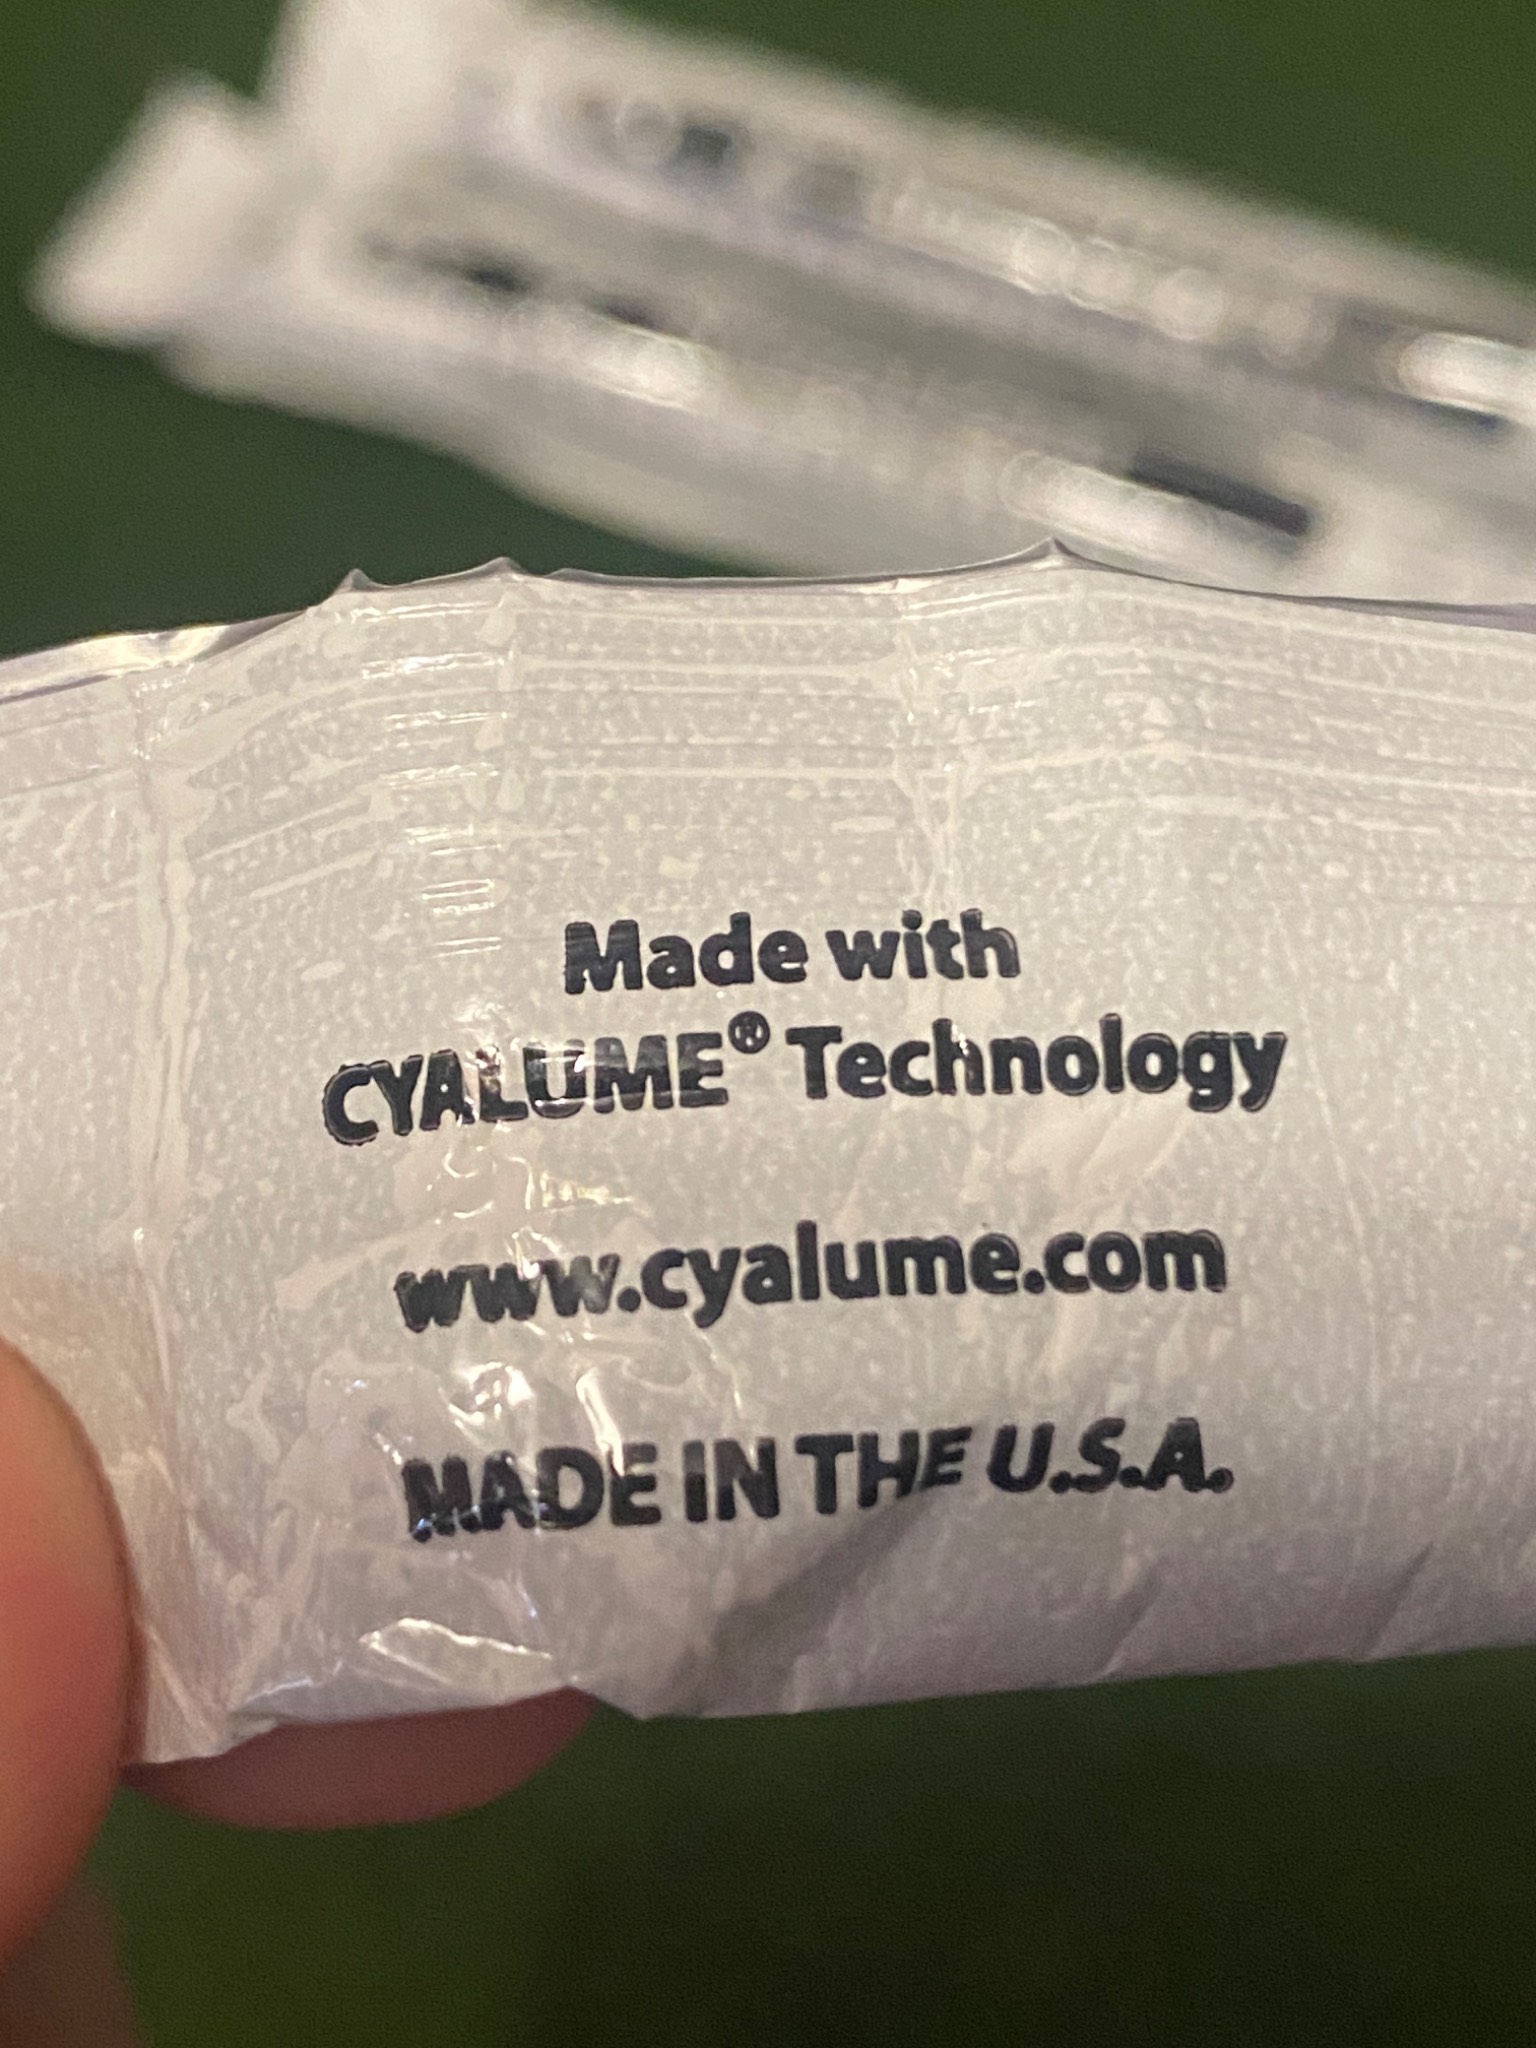 Made with
CYALUME® Technology
www.cyalume.com
MADE IN THE U.S.A.